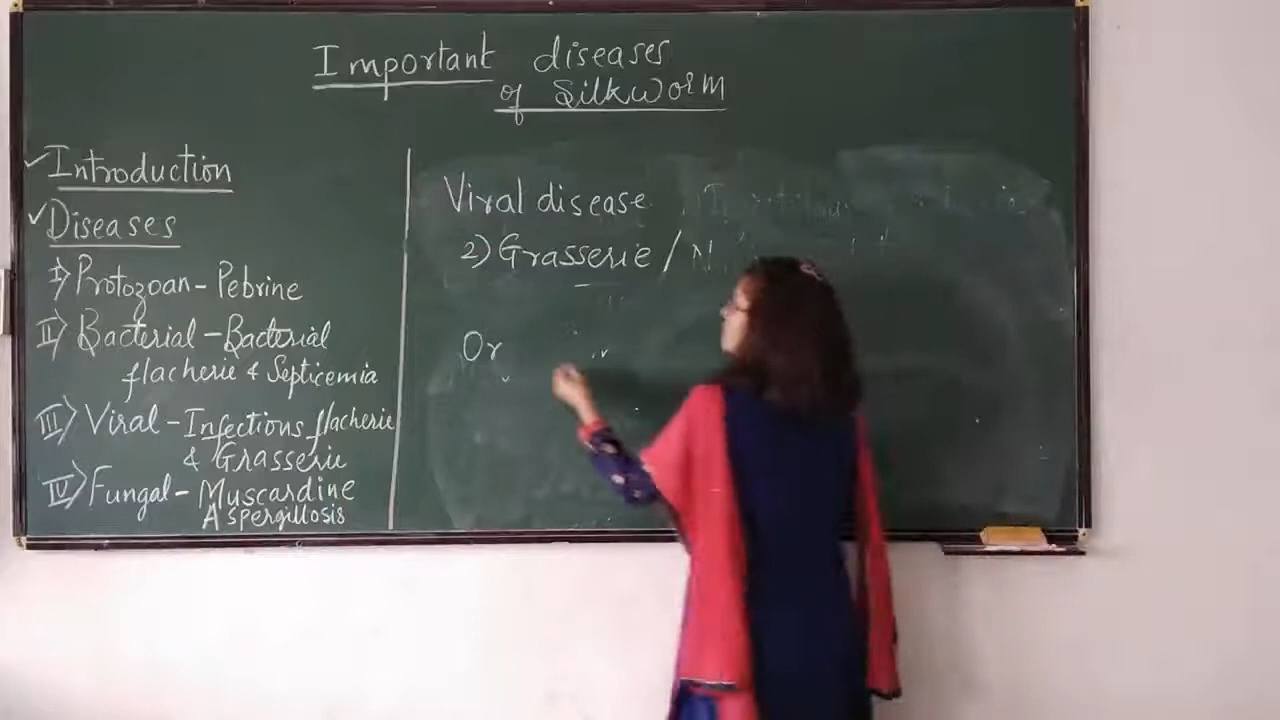 Important diseases
of Silkworm
✓Introduction
✓Diseases
I) Protozoan - Pebrine
II) Bacterial - Bacterial
flacherie & Septicemia
III) Viral - Infections flacherie
& Grasserie
IV) Fungal - Muscardine
Aspergillosis
Viral disease
2) Grasserie /
Or